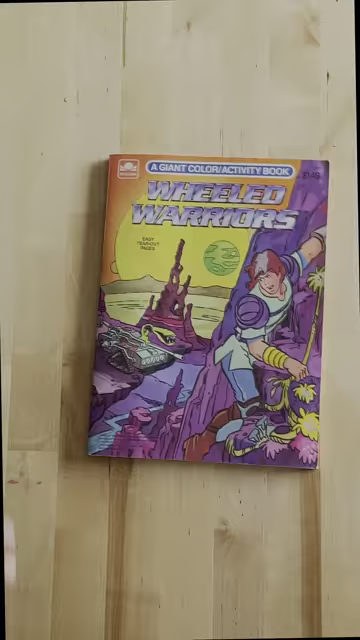 A GIANT COLOR/ACTIVITY BOOK
WHEELED
WARRIORS
EASY
TEAR-OUT
PAGES